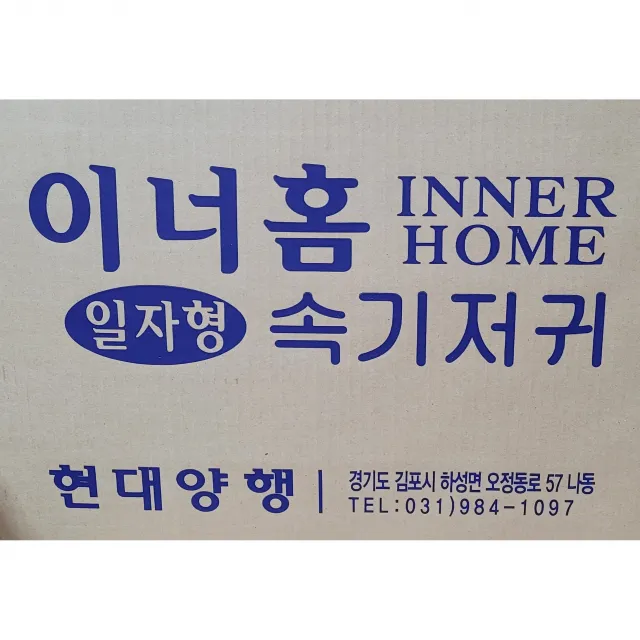 이너홈 INNER HOME
일자형 속기저귀
현대양행 | 경기도 김포시 하성면 오정동로 57 나동
TEL:031)984-1097